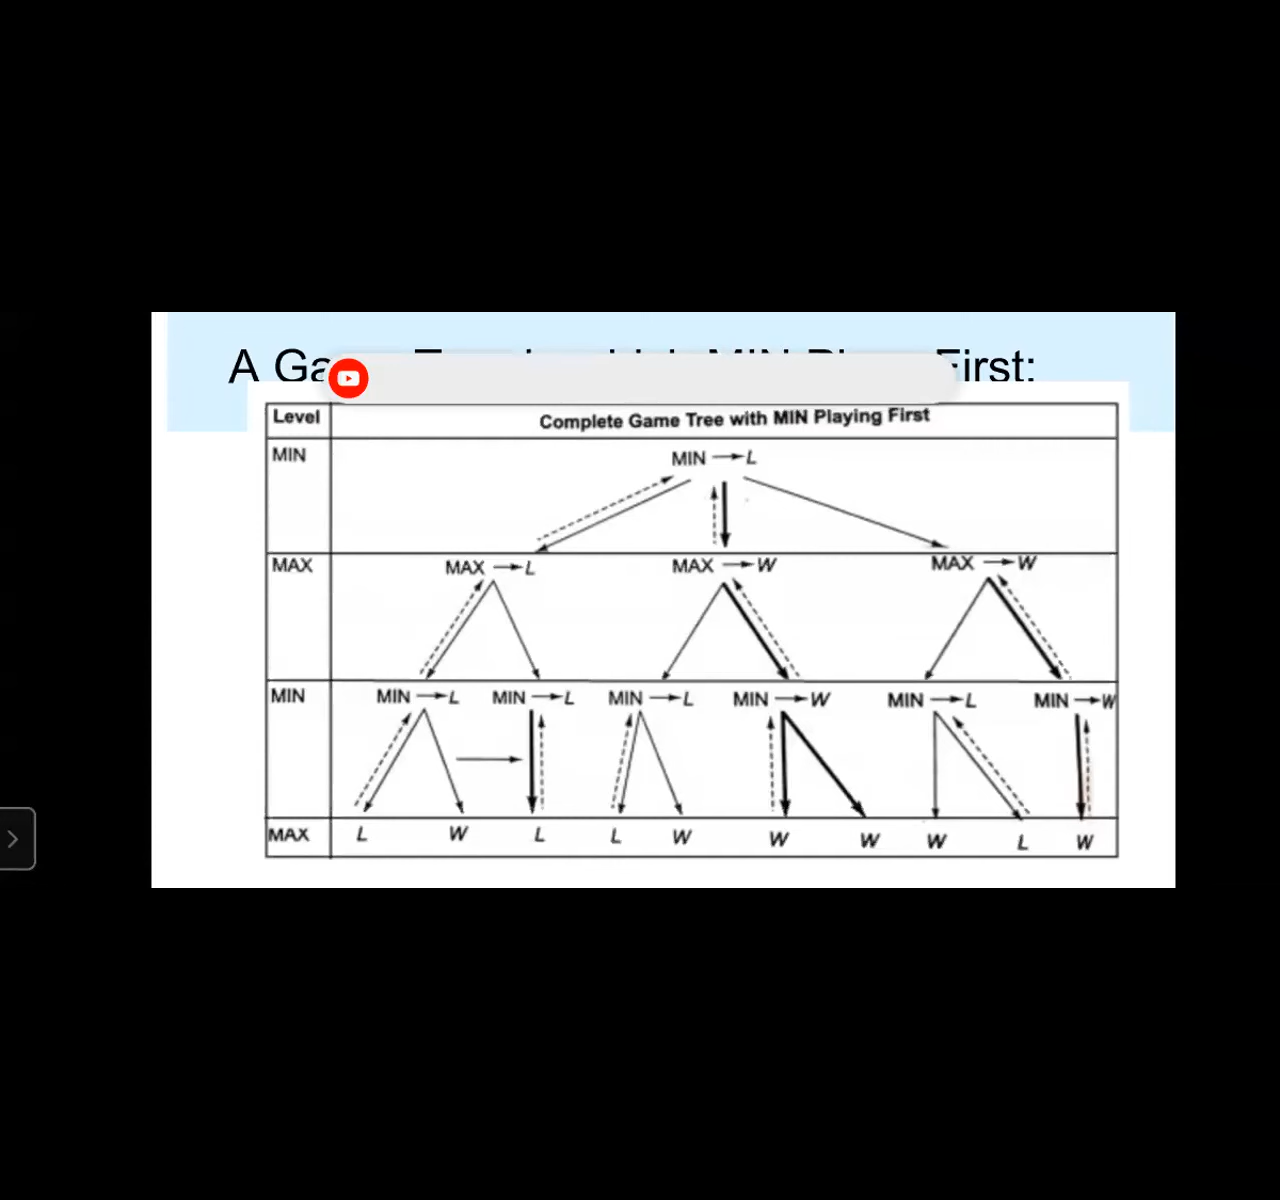 A Ga First:
Level Complete Game Tree with MIN Playing First
MIN MIN → L
MAX MAX → L MAX → W MAX → W
MIN MIN → L MIN → L MIN → L MIN → W MIN → L MIN → W
MAX L W L L W W W W L W